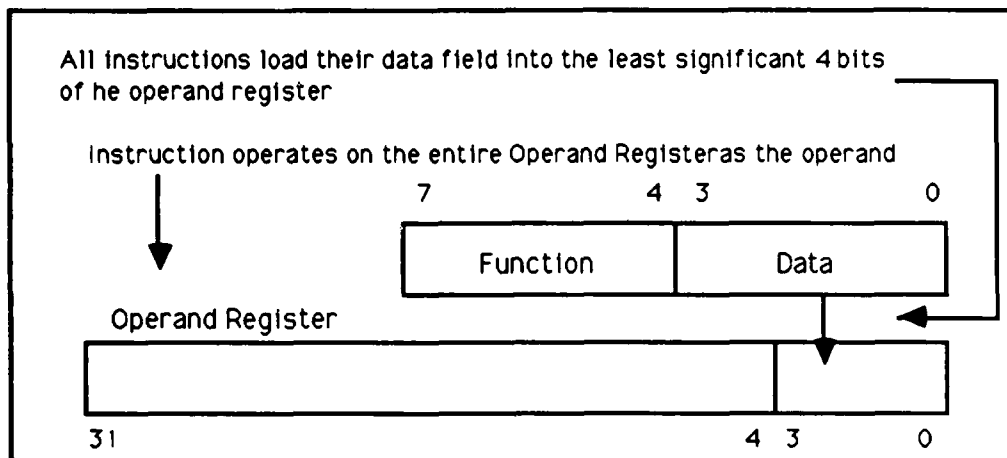 All instructions load their data field into the least significant 4 bits
of he operand register
Instruction operates on the entire Operand Registeras the operand
7 4 3 0
Function Data
Operand Register
31 4 3 0